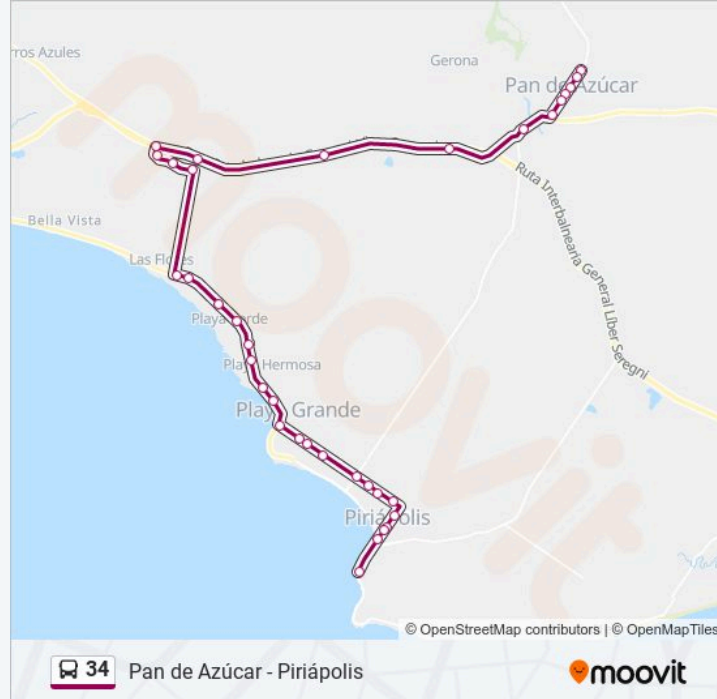 rros Azules
Gerona
Pan de Azúcar
Ruta Interbalnearia General Líber Seregni
Bella Vista
Las Flores
Playa Verde
Playa Hermosa
Playa Grande
Piriápolis
moovit
© OpenStreetMap contributors | © OpenMapTiles
34 Pan de Azúcar - Piriápolis
moovit